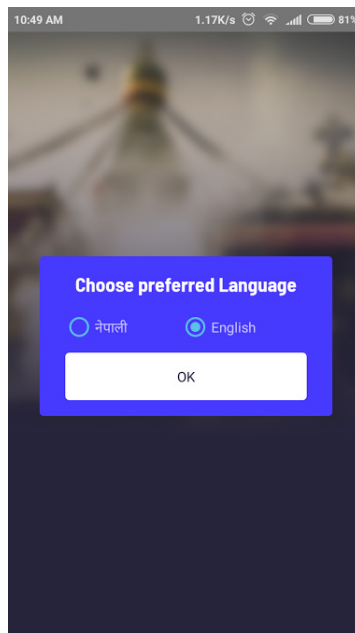 10:49 AM 1.17K/s 81%
Choose preferred Language
नेपाली English
OK